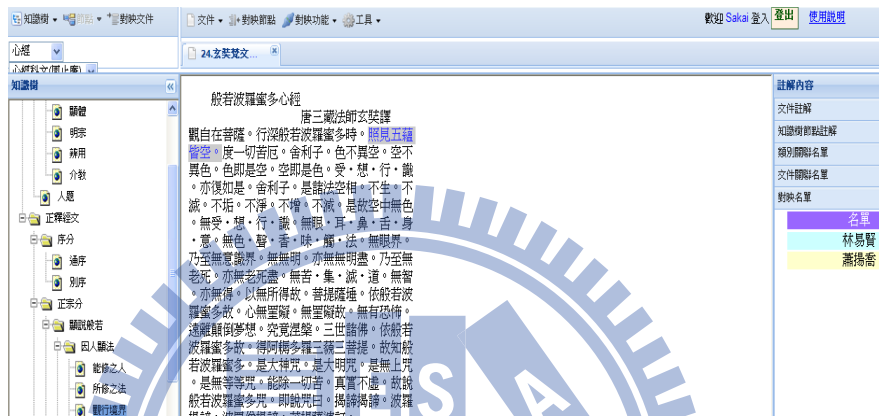 知識樹 節點 對映文件
文件 對映節點 對映功能 工具
歡迎 Sakai 登入 登出 使用說明
心經
24.玄奘梵文...
知識樹
顯體
明宗
辨用
介教
人題
正釋經文
序分
通序
別序
正宗分
顯說般若
因人顯法
能修之人
所修之法
觀行境界
般若波羅蜜多心經
唐三藏法師玄奘譯
觀自在菩薩。行深般若波羅蜜多時。照見五蘊
皆空。度一切苦厄。舍利子。色不異空。空不
異色。色即是空。空即是色。受‧想‧行‧識
。亦復如是。舍利子。是諸法空相。不生。不
滅。不垢。不淨。不增。不減。是故空中無色
。無受‧想‧行‧識。無眼‧耳‧鼻‧舌‧身
‧意。無色‧聲‧香‧味‧觸‧法。無眼界。
乃至無意識界。無無明。亦無無明盡。乃至無
老死。亦無老死盡。無苦‧集‧滅‧道。無智
。亦無得。以無所得故。菩提薩埵。依般若波
羅蜜多故。心無罣礙。無罣礙故。無有恐怖。
遠離顛倒夢想。究竟涅槃。三世諸佛。依般若
波羅蜜多故。得阿耨多羅三藐三菩提。故知般
若波羅蜜多。是大神咒。是大明咒。是無上咒
。是無等等咒。能除一切苦。真實不虛。故說
般若波羅蜜多咒。即說咒曰。揭諦揭諦。波羅
註解內容
文件註解
知識樹節點註解
類別關聯名單
文件關聯名單
對映名單
名單
林易賢
蕭揚喬